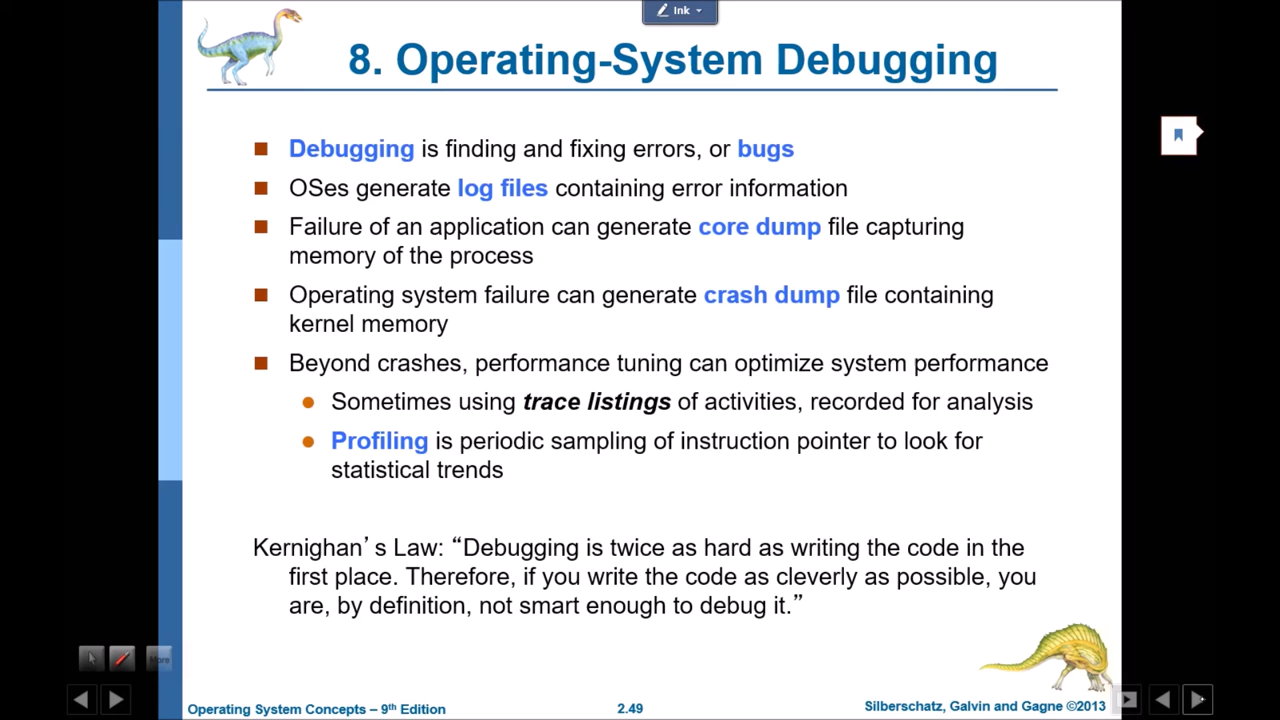 Ink
8. Operating-System Debugging
Debugging is finding and fixing errors, or bugs
OSes generate log files containing error information
Failure of an application can generate core dump file capturing
memory of the process
Operating system failure can generate crash dump file containing
kernel memory
Beyond crashes, performance tuning can optimize system performance
Sometimes using trace listings of activities, recorded for analysis
Profiling is periodic sampling of instruction pointer to look for
statistical trends
Kernighan’s Law: “Debugging is twice as hard as writing the code in the
first place. Therefore, if you write the code as cleverly as possible, you
are, by definition, not smart enough to debug it.”
More
Operating System Concepts – 9th Edition
2.49
Silberschatz, Galvin and Gagne ©2013